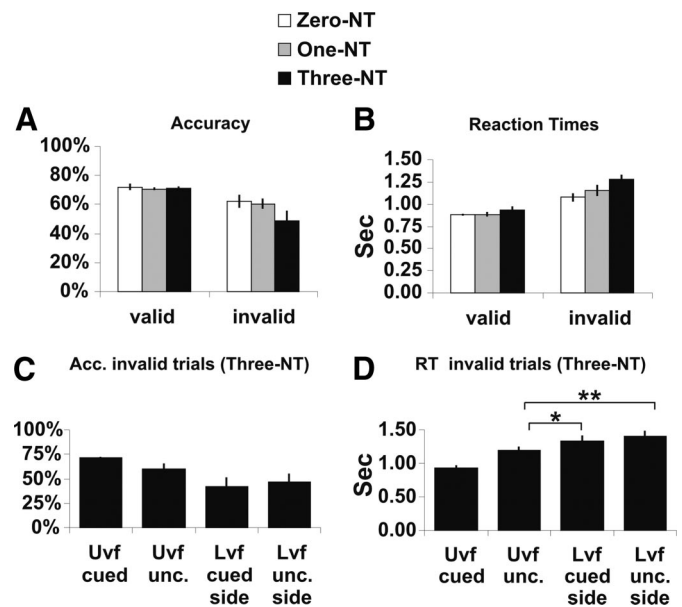 Zero-NT
One-NT
Three-NT
A
Accuracy
100%
80%
60%
40%
20%
0%
valid
invalid
B
Reaction Times
Sec
1.50
1.25
1.00
0.75
0.50
0.25
0.00
valid
invalid
C
Acc. invalid trials (Three-NT)
100%
75%
50%
25%
0%
Uvf cued
Uvf unc.
Lvf cued side
Lvf unc. side
D
RT invalid trials (Three-NT)
Sec
1.50
1.00
0.50
0.00
*
**
Uvf cued
Uvf unc.
Lvf cued side
Lvf unc. side